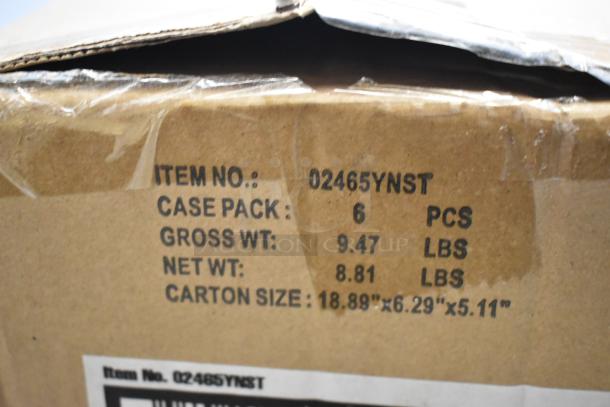 ITEM NO.: 02465YNST
CASE PACK: 6 PCS
GROSS WT: 9.47 LBS
NET WT: 8.81 LBS
CARTON SIZE: 18.89"x6.29"x5.11"
Item No. 02465YNST